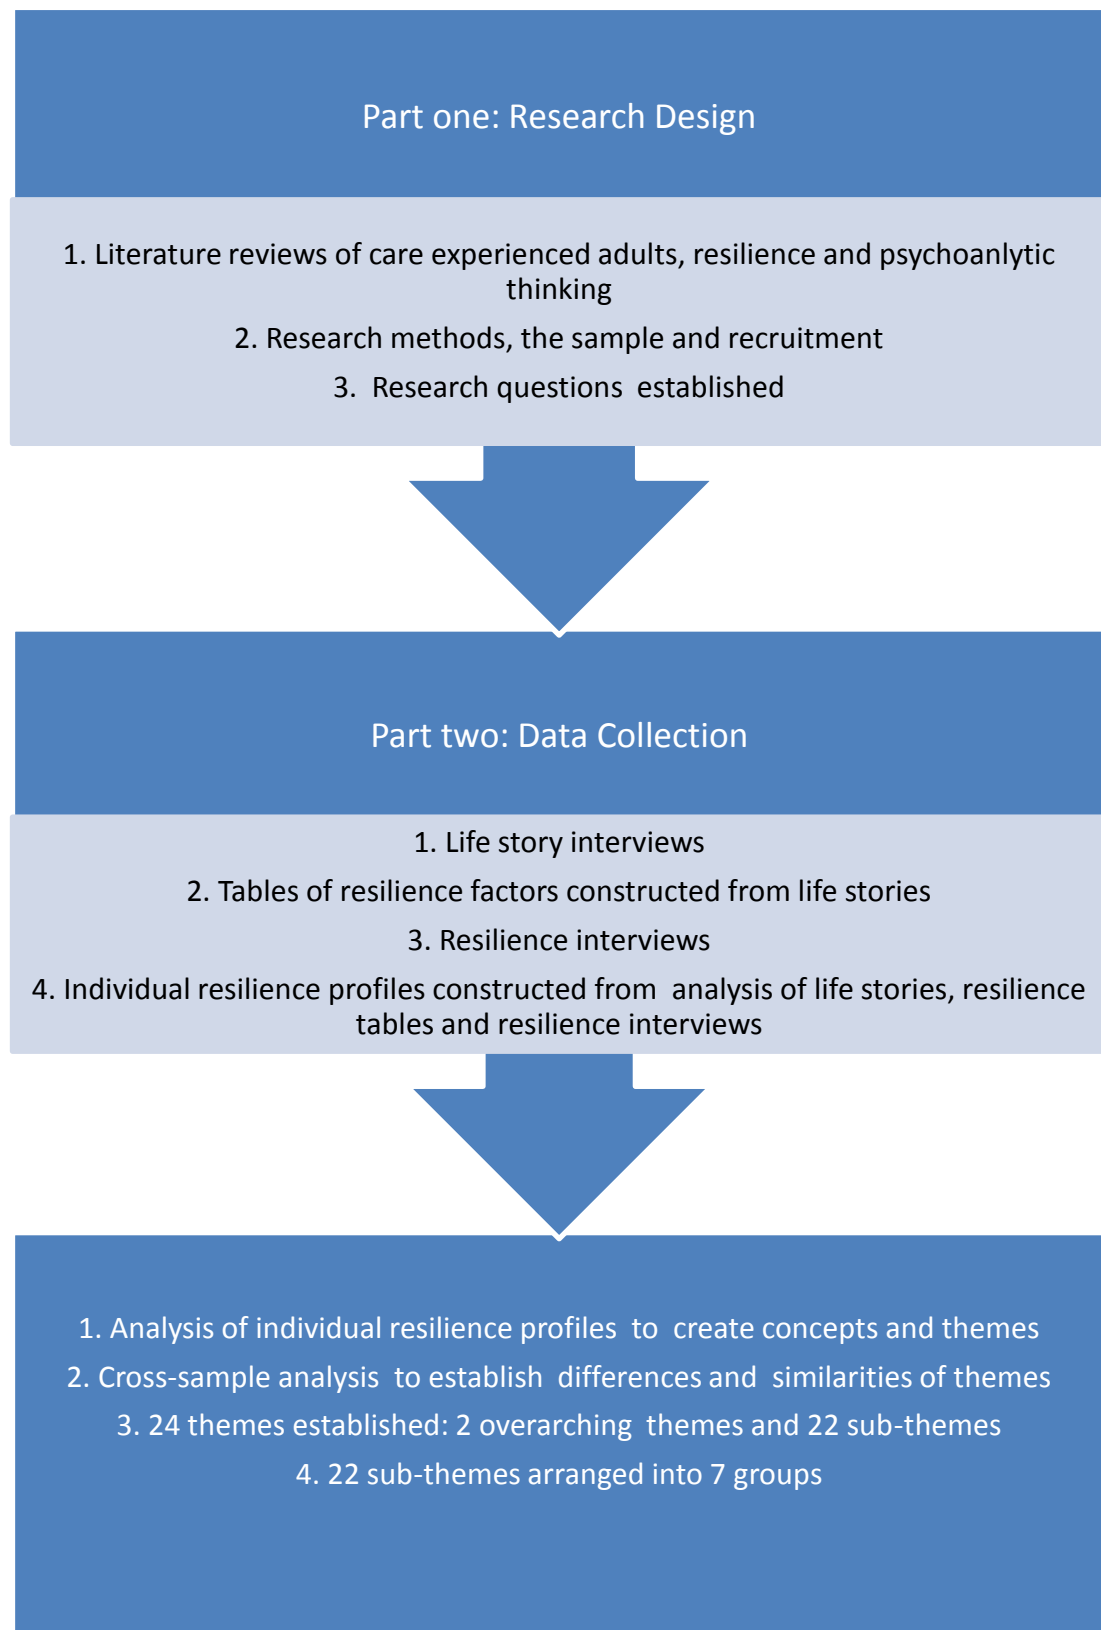 Part one: Research Design
1. Literature reviews of care experienced adults, resilience and psychoanlytic
thinking
2. Research methods, the sample and recruitment
3. Research questions established
Part two: Data Collection
1. Life story interviews
2. Tables of resilience factors constructed from life stories
3. Resilience interviews
4. Individual resilience profiles constructed from analysis of life stories, resilience
tables and resilience interviews
1. Analysis of individual resilience profiles to create concepts and themes
2. Cross-sample analysis to establish differences and similarities of themes
3. 24 themes established: 2 overarching themes and 22 sub-themes
4. 22 sub-themes arranged into 7 groups